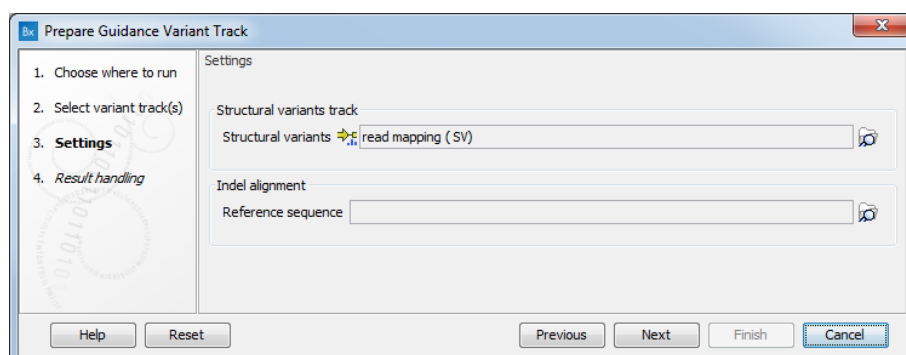 Bx Prepare Guidance Variant Track
1. Choose where to run
2. Select variant track(s)
3. Settings
4. Result handling
Settings
Structural variants track
Structural variants read mapping (SV)
Indel alignment
Reference sequence
Help Reset Previous Next Finish Cancel